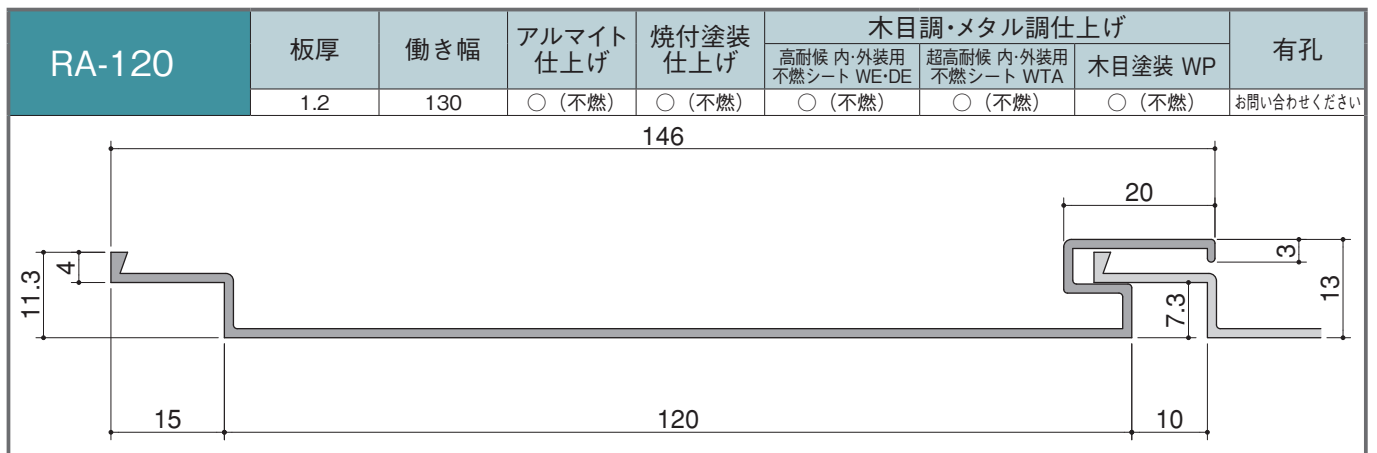 RA-120
板厚
働き幅
アルマイト
仕上げ
焼付塗装
仕上げ
木目調・メタル調仕上げ
高耐候 内・外装用
不燃シート WE・DE
超高耐候 内・外装用
不燃シート WTA
木目塗装 WP
有孔
1.2
130
○（不燃）
○（不燃）
○（不燃）
○（不燃）
○（不燃）
お問い合わせください
146
20
3
13
4
11.3
7.3
15
120
10